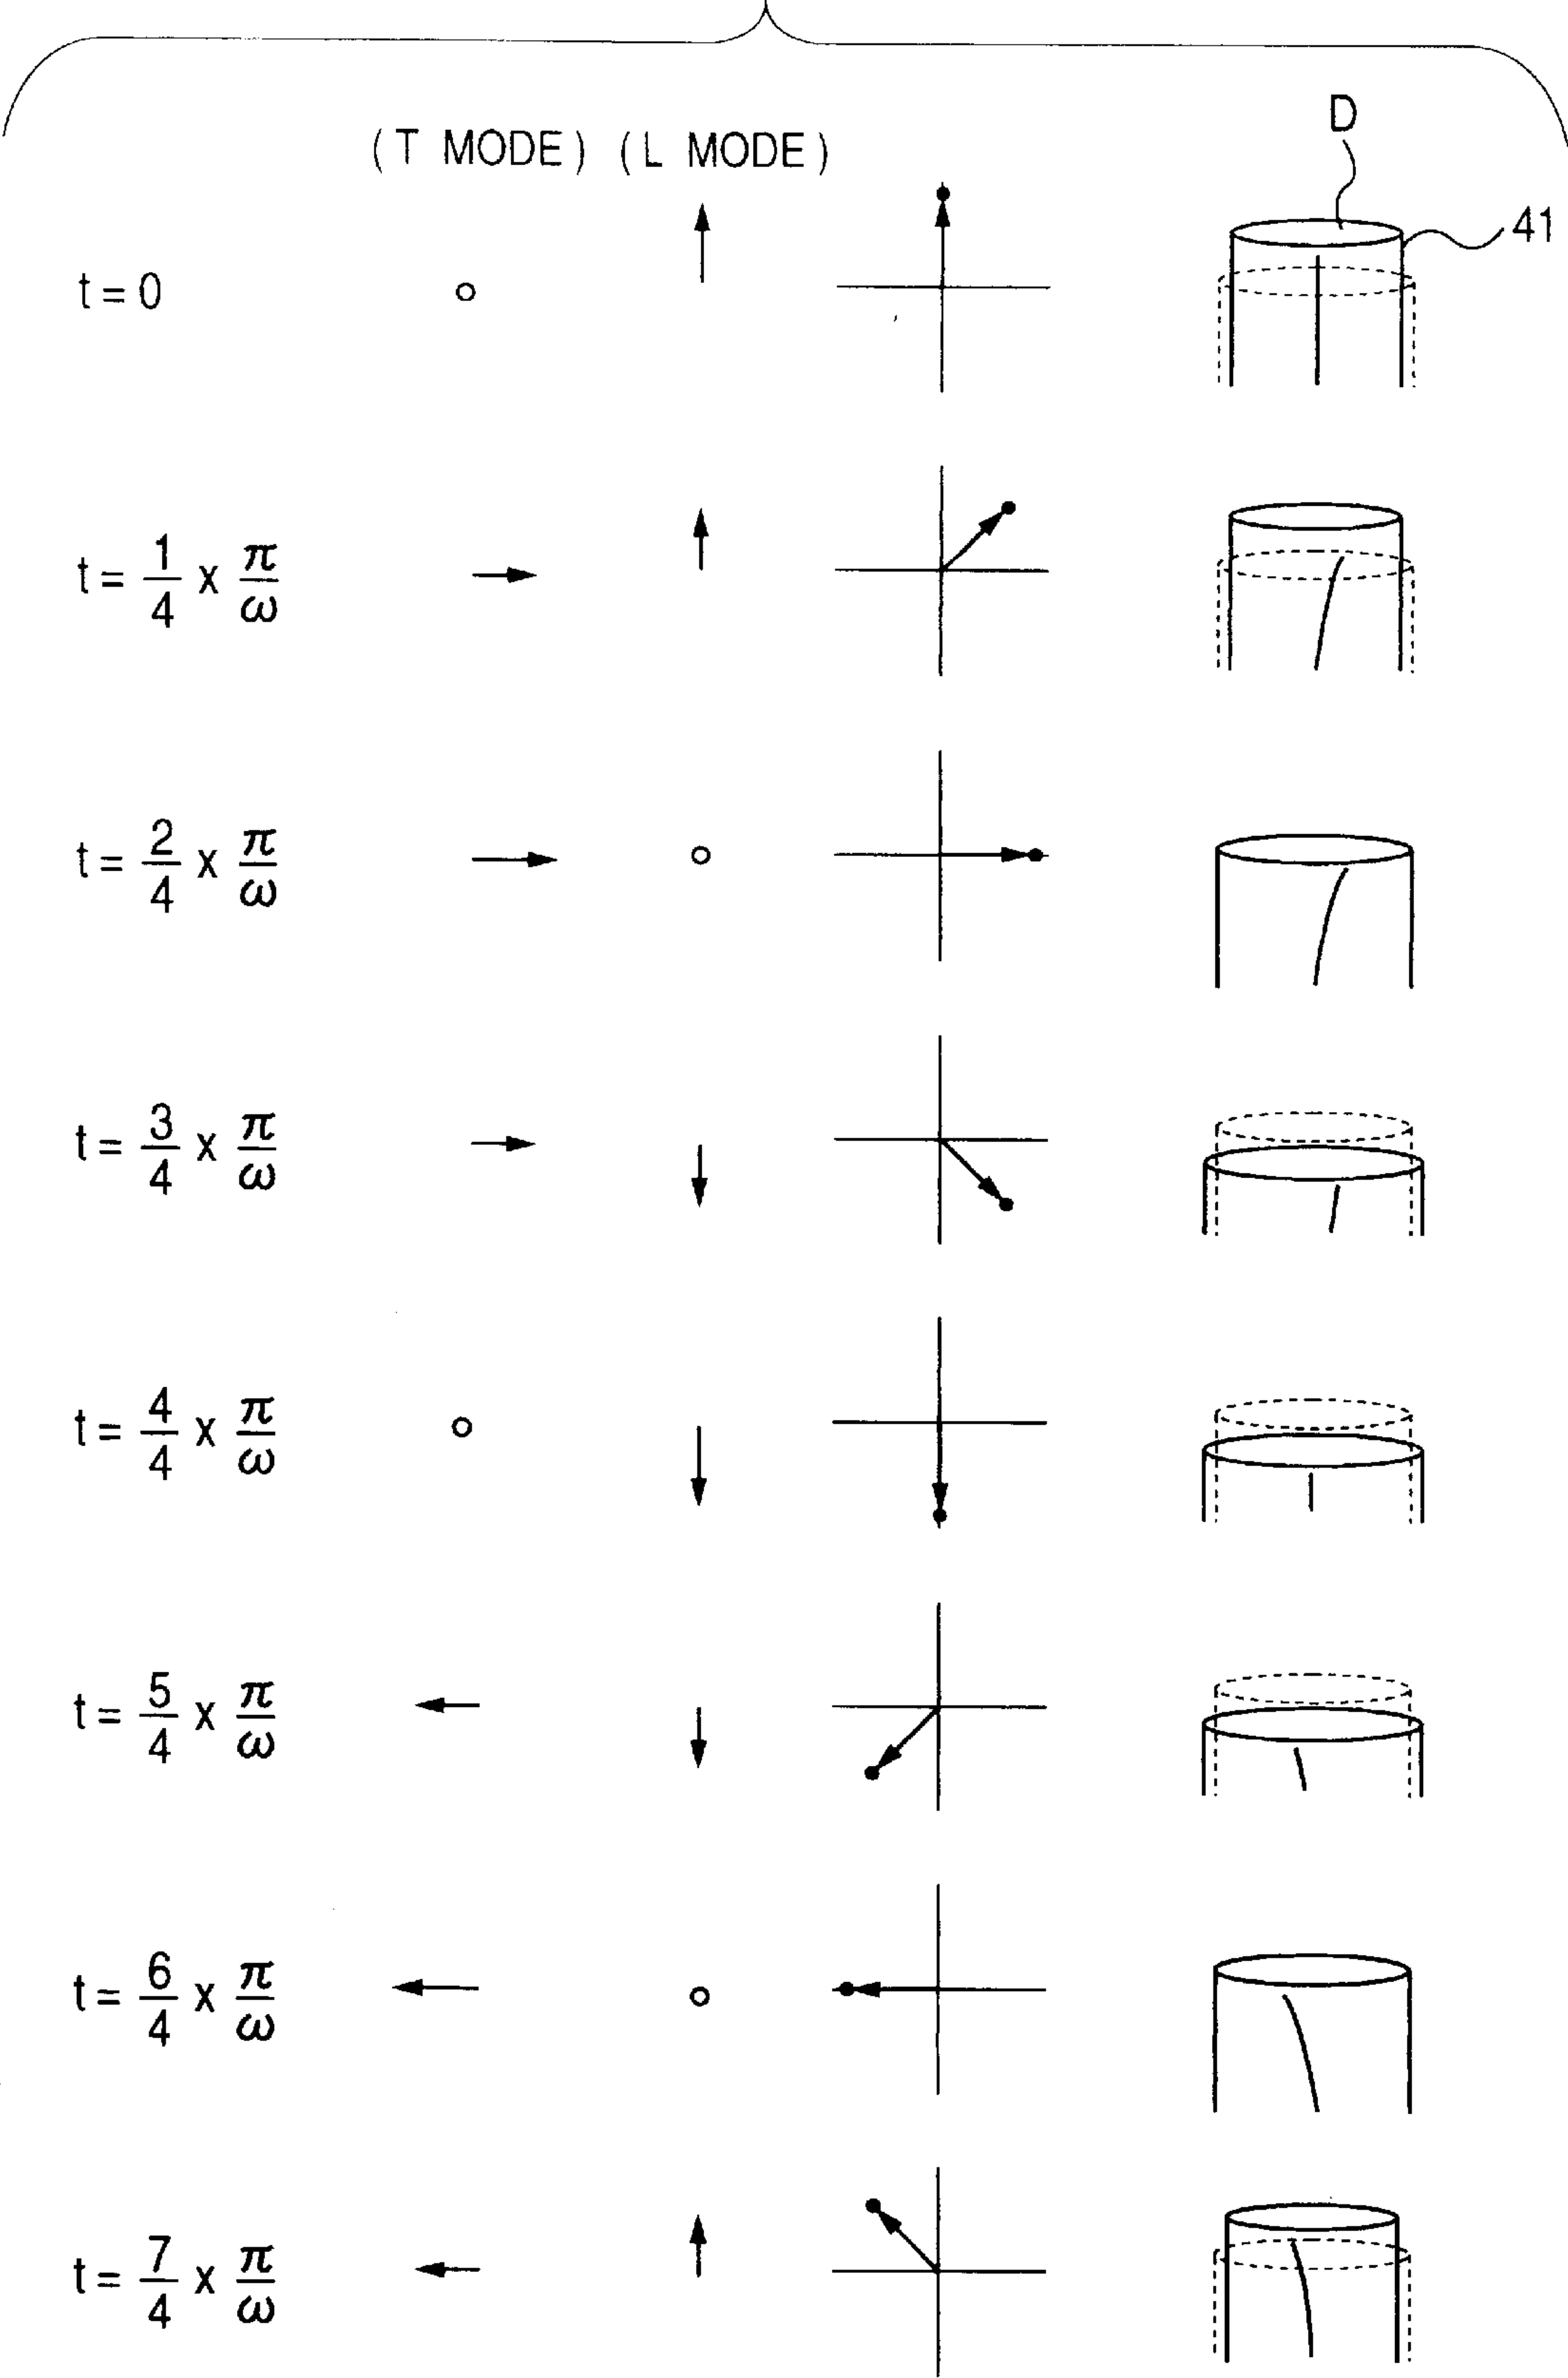 (T MODE) (L MODE)
D
41
t = 0
t = 1/4 x π/ω
t = 2/4 x π/ω
t = 3/4 x π/ω
t = 4/4 x π/ω
t = 5/4 x π/ω
t = 6/4 x π/ω
t = 7/4 x π/ω